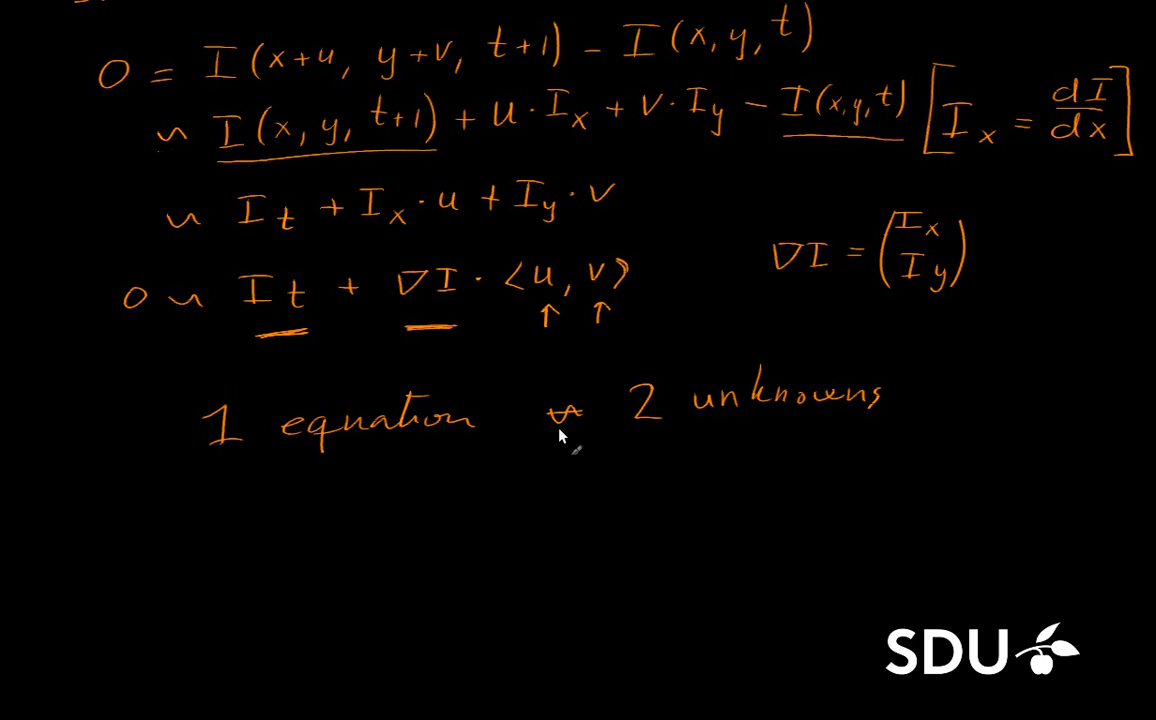 0 = I(x+u, y+v, t+1) - I(x, y, t)
~ I(x, y, t+1) + u · Ix + v · Iy - I(x,y,t) [Ix = dI/dx]
~ It + Ix · u + Iy · v
∇I = (Ix Iy)
0 ~ It + ∇I · <u, v>
1 equation 2 unknowns
SDU